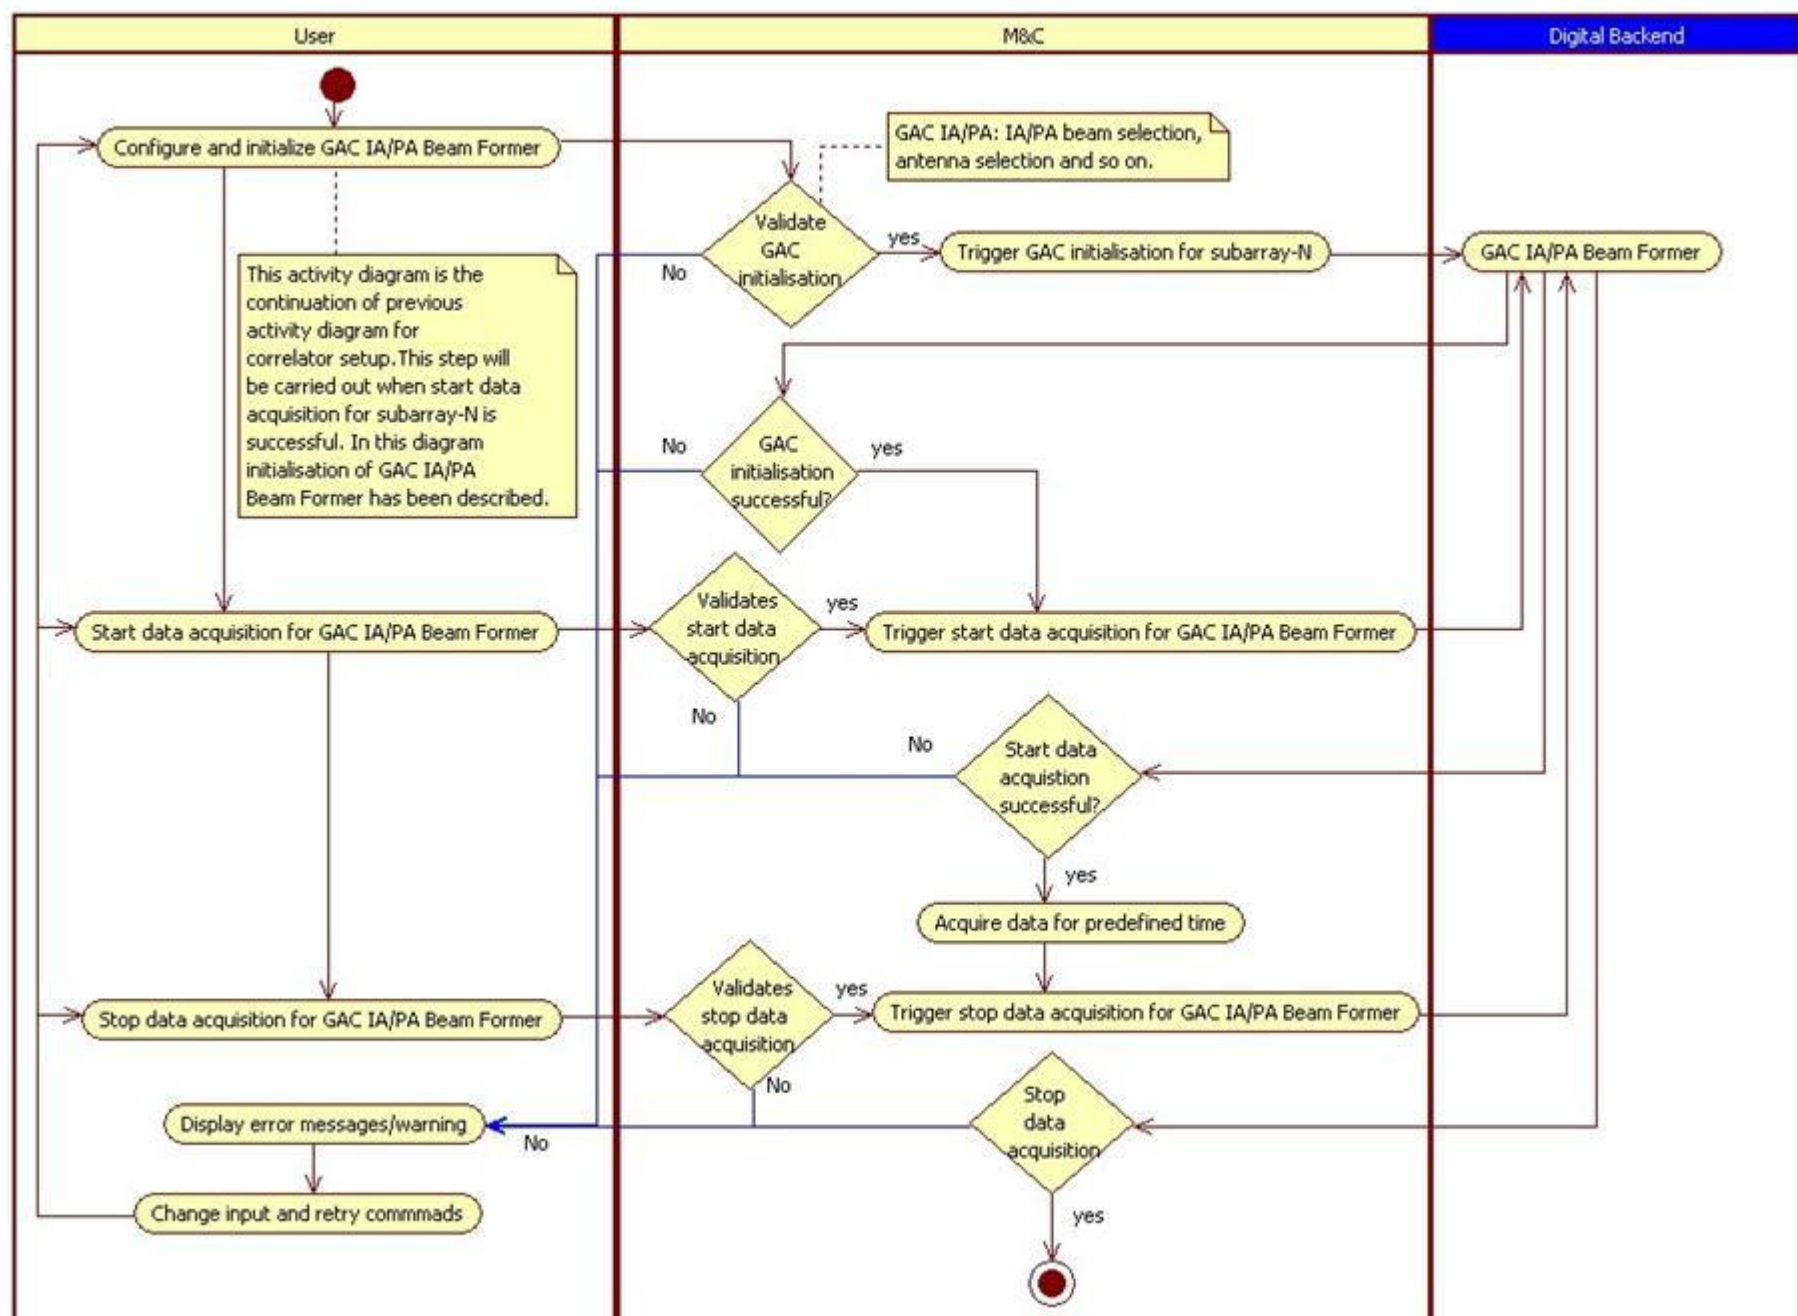 User
M&C
Digital Backend
Configure and initialize GAC IA/PA Beam Former
GAC IA/PA: IA/PA beam selection,
antenna selection and so on.
Validate
GAC
initialisation
yes
No
Trigger GAC initialisation for subarray-N
GAC IA/PA Beam Former
This activity diagram is the
continuation of previous
activity diagram for
correlator setup.This step will
be carried out when start data
acquisition for subarray-N is
successful. In this diagram
initialisation of GAC IA/PA
Beam Former has been described.
No
GAC
initialisation
successful?
yes
Start data acquisition for GAC IA/PA Beam Former
Validates
start data
acquisition
yes
Trigger start data acquisition for GAC IA/PA Beam Former
No
No
Start data
acquistion
successful?
yes
Acquire data for predefined time
Stop data acquisition for GAC IA/PA Beam Former
Validates
stop data
acquisition
yes
Trigger stop data acquisition for GAC IA/PA Beam Former
No
Stop
data
acquisition
Display error messages/warning
No
Change input and retry commmads
yes